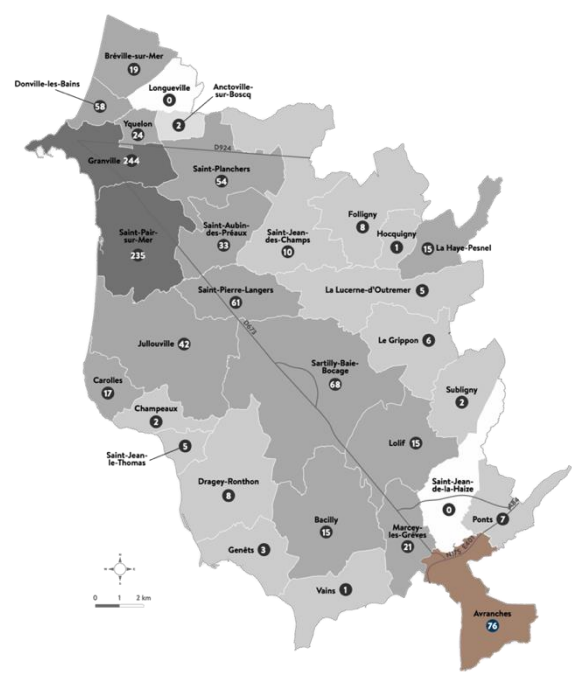 Bréville-sur-Mer
19
Donville-les-Bains
58
Longueville
0
Anctoville-
sur-Boscq
2
Yquelon
24
D924
Granville 244
Saint-Planchers
54
Saint-Pair-
sur-Mer
235
Saint-Aubin-
des-Préaux
33
Saint-Jean-
des-Champs
10
Folligny
8
Hocquigny
1
15 La Haye-Pesnel
Saint-Pierre-Langers
61
La Lucerne-d'Outremer 5
D673
Jullouville 42
Le Grippon 6
Sartilly-Baie-
Bocage
68
Carolles
17
Subligny
2
Champeaux
2
Saint-Jean-
le-Thomas
5
Lolif 15
Dragey-Ronthon
8
Saint-Jean-
de-la-Haize
0
Ponts 7
A84
Bacilly
15
Marcey-
les-Grèves
21
Genêts 3
N175
Vains 1
0 1 2 km
Avranches
76